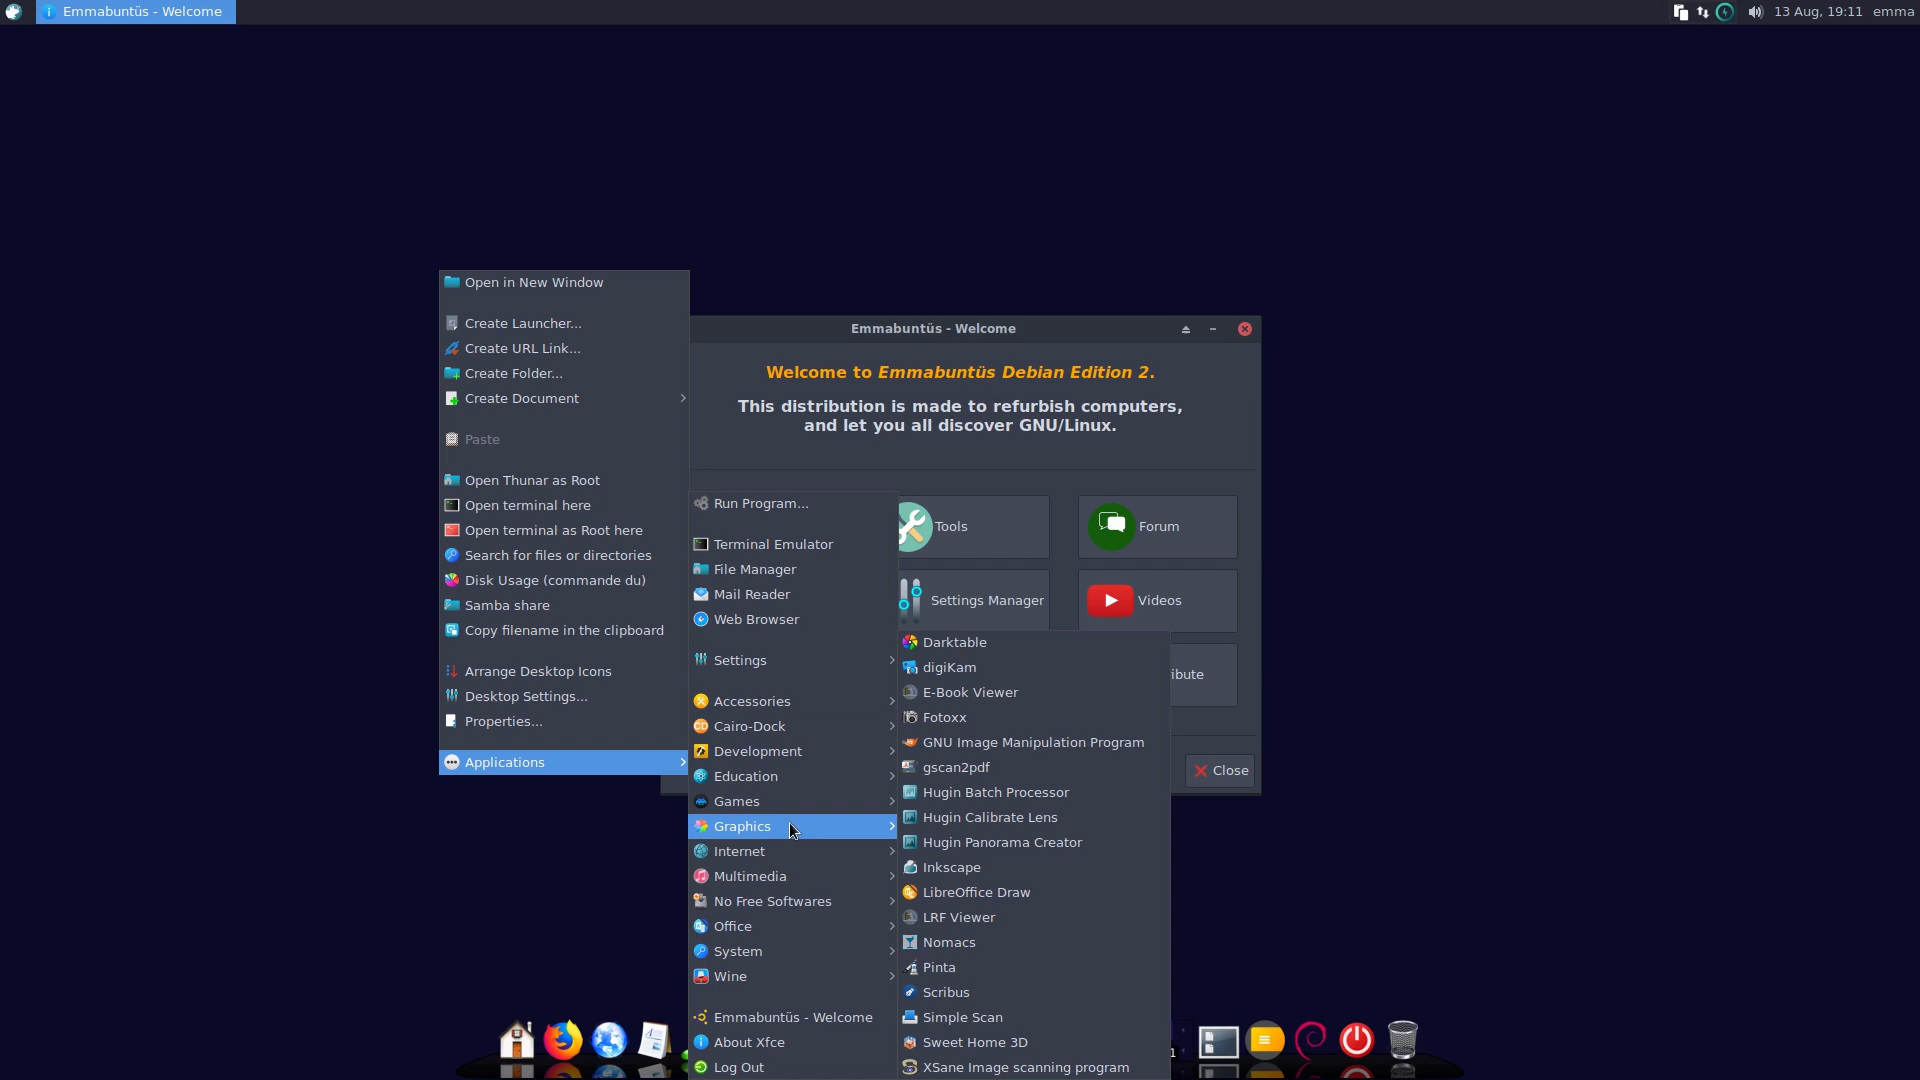 Emmabuntüs - Welcome
13 Aug, 19:11 emma
Open in New Window
Create Launcher...
Create URL Link...
Create Folder...
Create Document
Paste
Open Thunar as Root
Open terminal here
Open terminal as Root here
Search for files or directories
Disk Usage (commande du)
Samba share
Copy filename in the clipboard
Arrange Desktop Icons
Desktop Settings...
Properties...
Applications
Emmabuntüs - Welcome
Welcome to Emmabuntüs Debian Edition 2.
This distribution is made to refurbish computers,
and let you all discover GNU/Linux.
Tools
Forum
Settings Manager
Videos
ibute
Close
Run Program...
Terminal Emulator
File Manager
Mail Reader
Web Browser
Settings
Accessories
Cairo-Dock
Development
Education
Games
Graphics
Internet
Multimedia
No Free Softwares
Office
System
Wine
Emmabuntüs - Welcome
About Xfce
Log Out
Darktable
digiKam
E-Book Viewer
Fotoxx
GNU Image Manipulation Program
gscan2pdf
Hugin Batch Processor
Hugin Calibrate Lens
Hugin Panorama Creator
Inkscape
LibreOffice Draw
LRF Viewer
Nomacs
Pinta
Scribus
Simple Scan
Sweet Home 3D
XSane Image scanning program
1